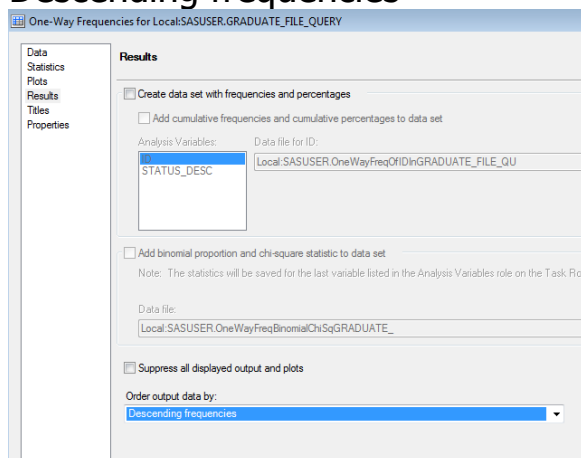 Descending frequencies
One-Way Frequencies for Local:SASUSER.GRADUATE_FILE_QUERY
Data
Statistics
Plots
Results
Titles
Properties
Results
Create data set with frequencies and percentages
Add cumulative frequencies and cumulative percentages to data set
Analysis Variables:
Data file for ID:
ID
STATUS_DESC
Local:SASUSER.OneWayFreqOfIDInGRADUATE_FILE_QU
Add binomial proportion and chi-square statistic to data set
Note: The statistics will be saved for the last variable listed in the Analysis Variables role on the Task
Data file:
Local:SASUSER.OneWayFreqBinomialChiSqGRADUATE_
Suppress all displayed output and plots
Order output data by:
Descending frequencies